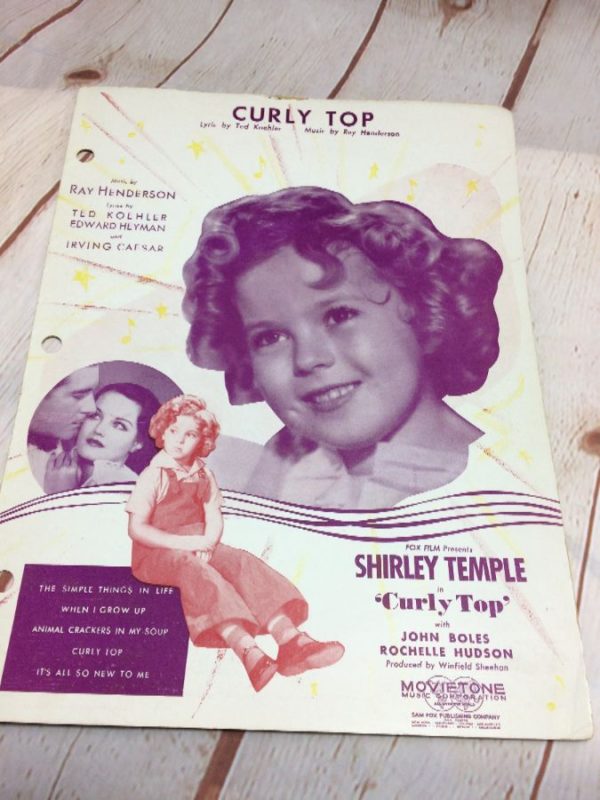 CURLY TOP
Lyric by Ted Koehler Music by Ray Henderson
Music by
RAY HENDERSON
Lyrics by
TED KOEHLER
EDWARD HEYMAN
and
IRVING CAESAR
THE SIMPLE THINGS IN LIFE
WHEN I GROW UP
ANIMAL CRACKERS IN MY SOUP
CURLY TOP
IT'S ALL SO NEW TO ME
FOX FILM Presents
SHIRLEY TEMPLE
in
'Curly Top'
with
JOHN BOLES
ROCHELLE HUDSON
Produced by Winfield Sheehan
MOVIETONE
MUSIC CORPORATION
SAM FOX PUBLISHING COMPANY